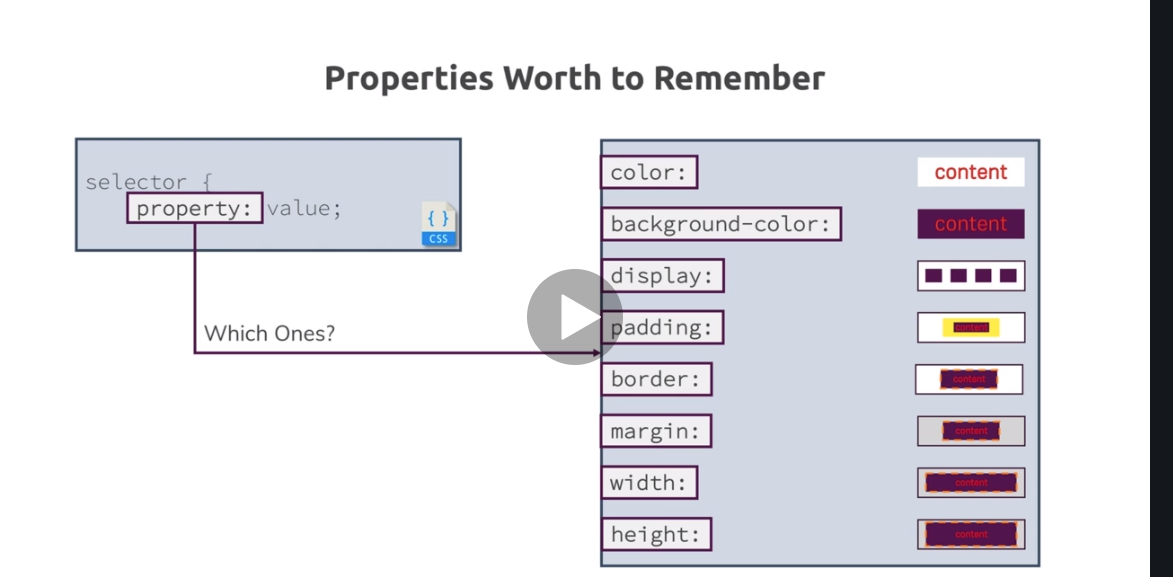 Properties Worth to Remember
selector {
property: value;
{ }
CSS
Which Ones?
color:
content
background-color:
content
display:
padding:
content
border:
content
margin:
content
width:
content
height:
content